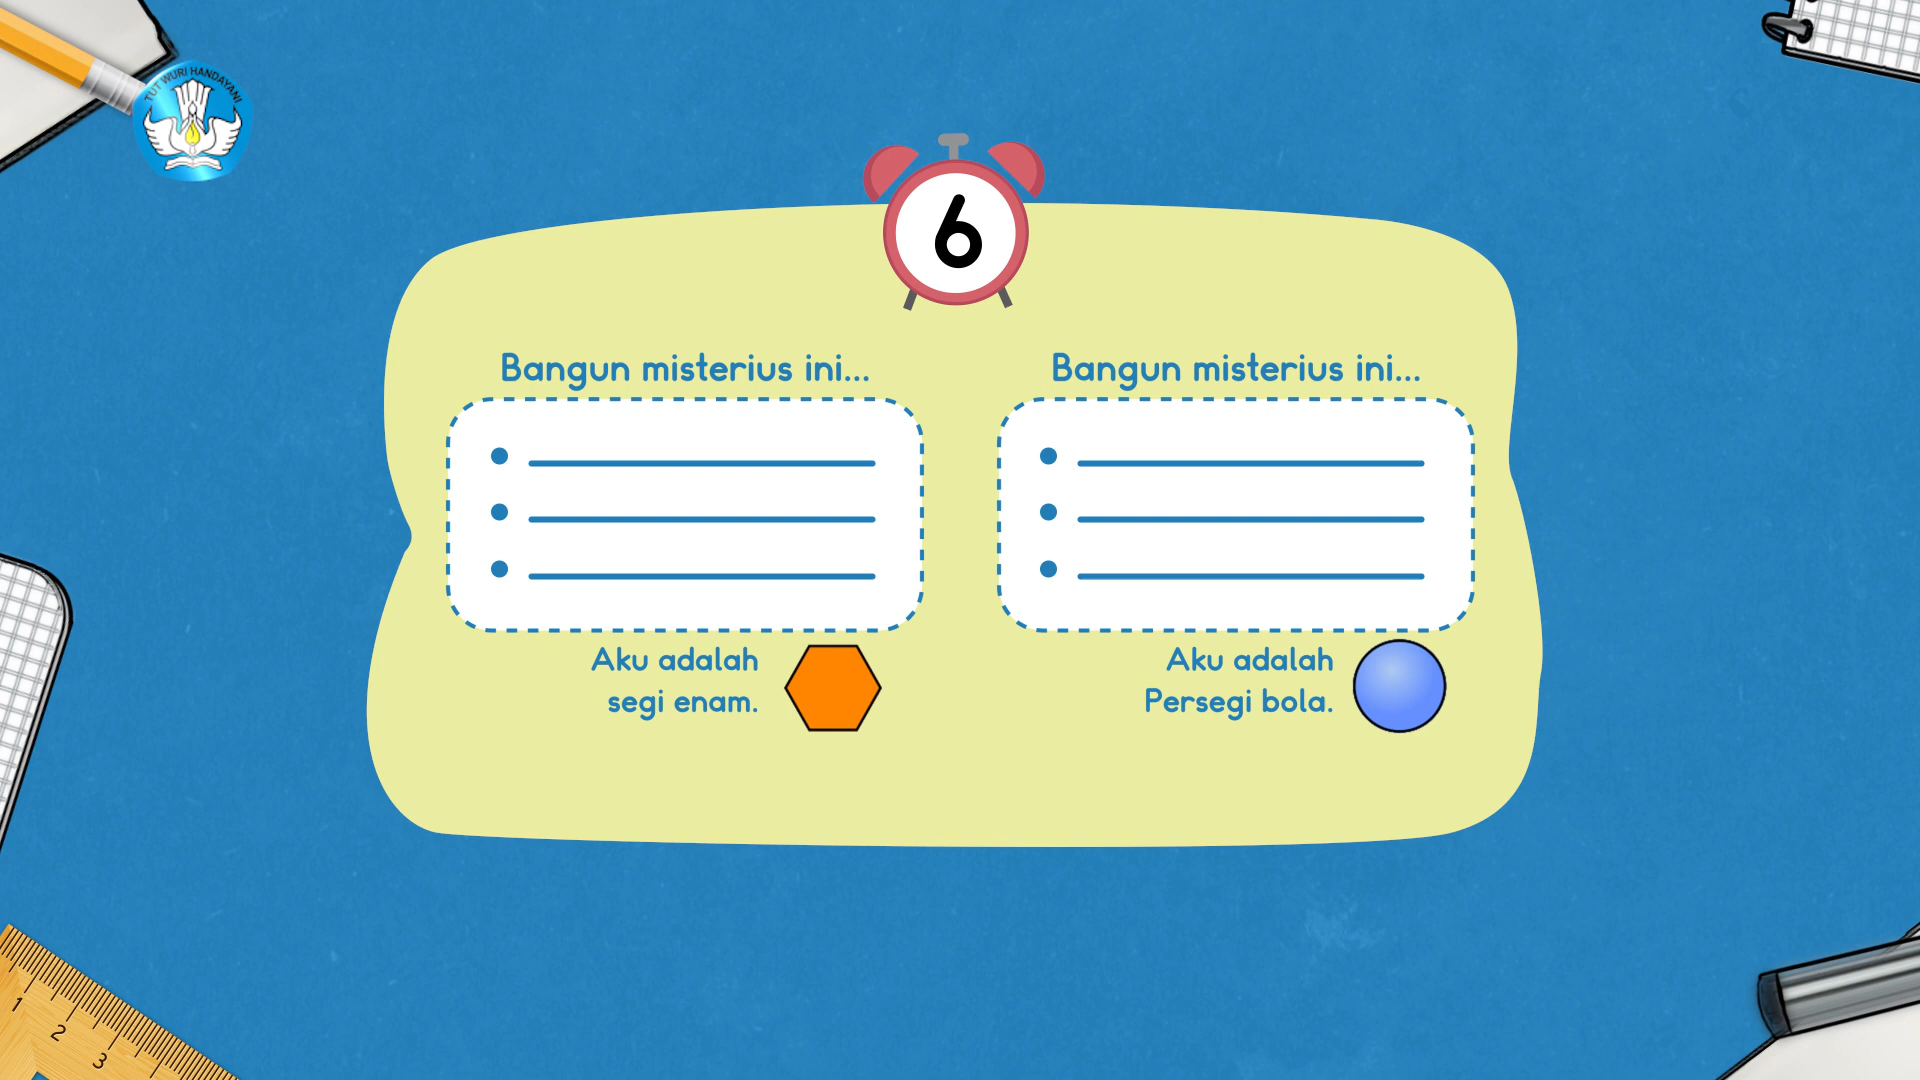 TUT WURI HANDAYANI
6
Bangun misterius ini...
Aku adalah
segi enam.
Bangun misterius ini...
Aku adalah
Persegi bola.
1
2
3